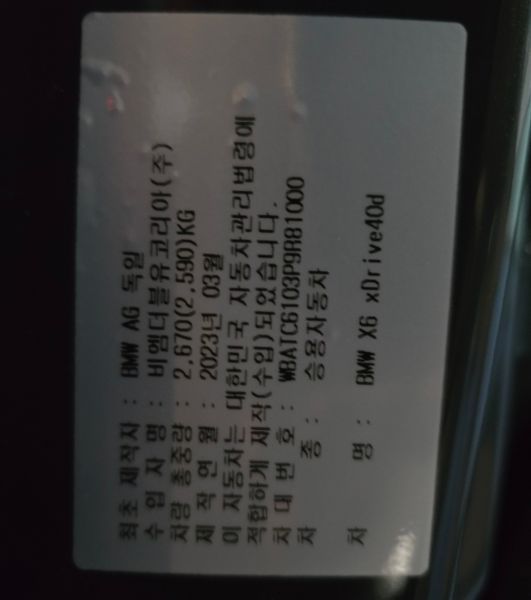 최초 제작자 : BMW AG 독일
수입 자 명 : 비엠더블유코리아(주)
차량 총중량 : 2,670(2,590)KG
제 작 연 월 : 2023년 03월
이 자동차는 대한민국 자동차관리법령에
적합하게 제작(수입)되었습니다.
차 대 번 호 : WBATC6103P9R81000
차 종 : 승용자동차
차 명 : BMW X6 xDrive40d